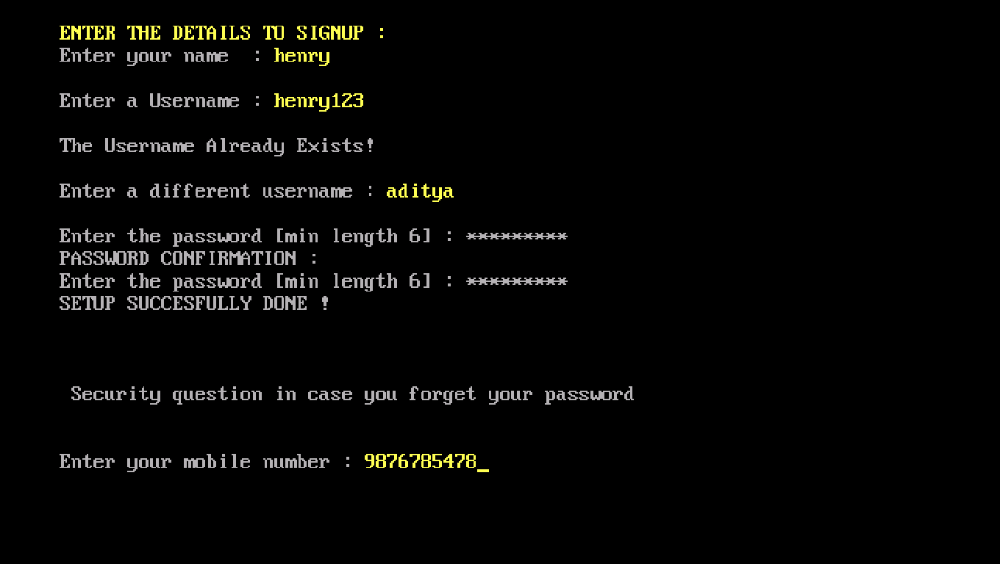 ENTER THE DETAILS TO SIGNUP :
Enter your name  : henry
Enter a Username : henry123
The Username Already Exists!
Enter a different username : aditya
Enter the password [min length 6] : *********
PASSWORD CONFIRMATION :
Enter the password [min length 6] : *********
SETUP SUCCESFULLY DONE !
Security question in case you forget your password
Enter your mobile number : 9876785478_